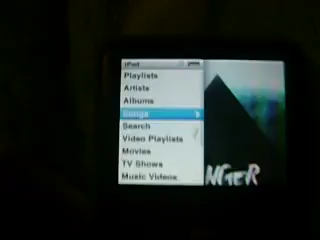 iPod
Playlists
Artists
Albums
Songs
Search
Video Playlists
Movies
TV Shows
Music Videos
NGER